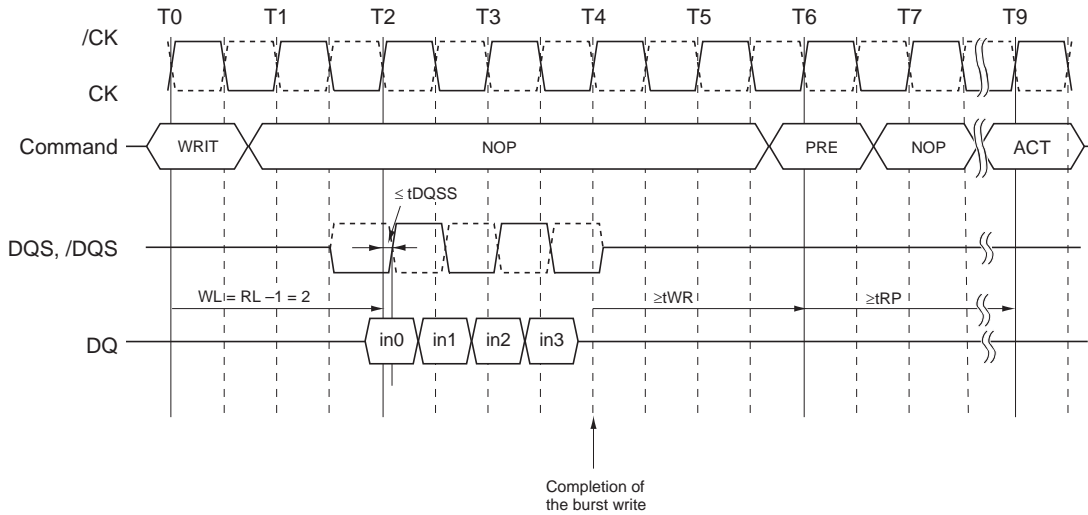 T0 T1 T2 T3 T4 T5 T6 T7 T9
/CK
CK
Command WRIT NOP PRE NOP ACT
≤ tDQSS
DQS, /DQS
WL = RL –1 = 2 ≥tWR ≥tRP
DQ in0 in1 in2 in3
Completion of
the burst write